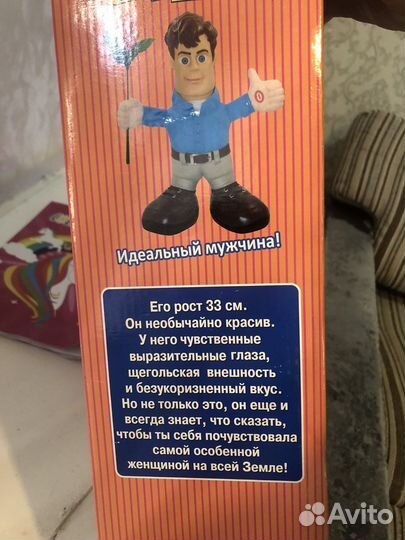 Идеальный мужчина!
Его рост 33 см.
Он необычайно красив.
У него чувственные
выразительные глаза,
щегольская внешность
и безукоризненный вкус.
Но не только это, он еще и
всегда знает, что сказать,
чтобы ты себя почувствовала
самой особенной
женщиной на всей Земле!
Avito